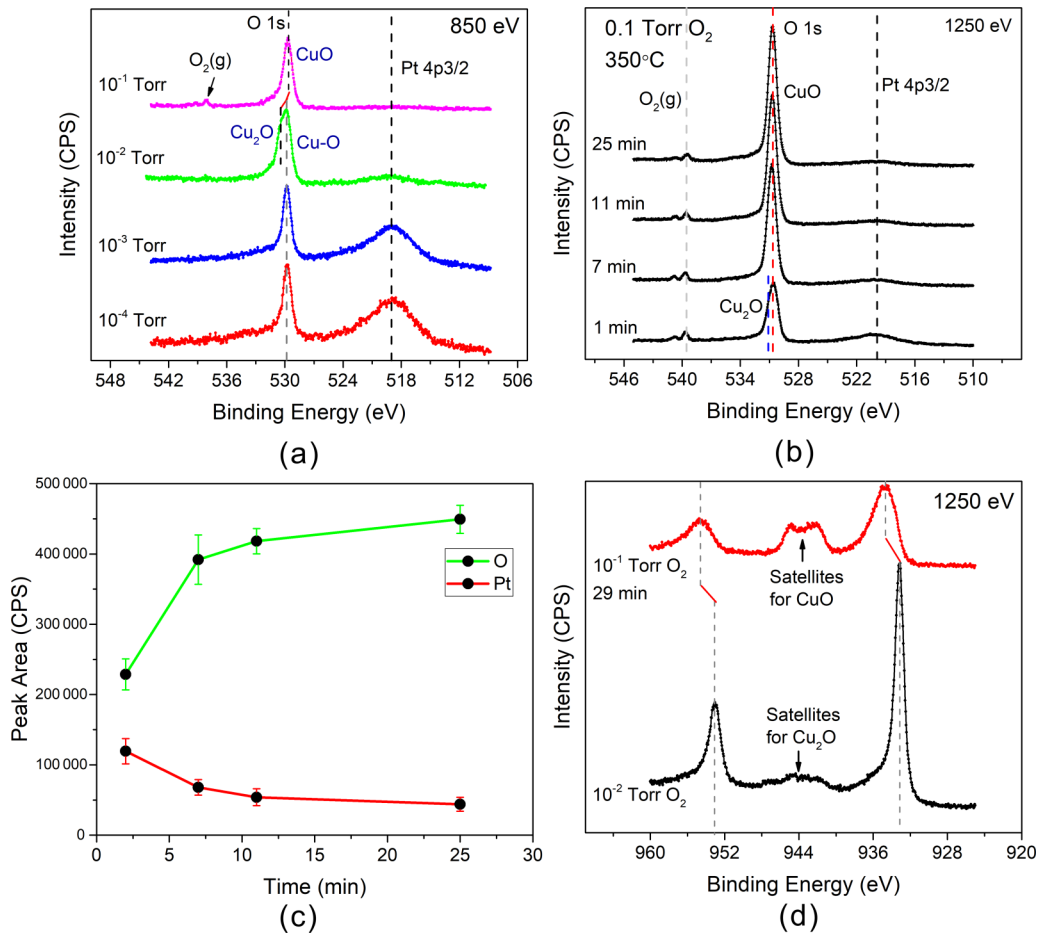 850 eV
O 1s
CuO
O₂(g)
Pt 4p3/2
10⁻¹ Torr
Cu₂O
Cu-O
10⁻² Torr
10⁻³ Torr
10⁻⁴ Torr
Intensity (CPS)
548 542 536 530 524 518 512 506
Binding Energy (eV)
(a)
0.1 Torr O₂
O 1s
1250 eV
350°C
CuO
Pt 4p3/2
O₂(g)
25 min
11 min
7 min
Cu₂O
1 min
Intensity (CPS)
546 540 534 528 522 516 510
Binding Energy (eV)
(b)
500 000
400 000
300 000
200 000
100 000
0
Peak Area (CPS)
O
Pt
0 5 10 15 20 25 30
Time (min)
(c)
1250 eV
10⁻¹ Torr O₂
29 min
Satellites
for CuO
Satellites
for Cu₂O
10⁻² Torr O₂
Intensity (CPS)
960 952 944 936 928 920
Binding Energy (eV)
(d)